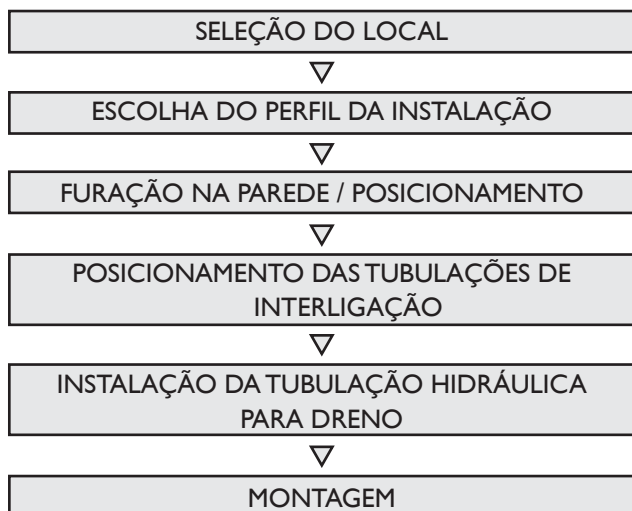 SELEÇÃO DO LOCAL
ESCOLHA DO PERFIL DA INSTALAÇÃO
FURAÇÃO NA PAREDE / POSICIONAMENTO
POSICIONAMENTO DAS TUBULAÇÕES DE
INTERLIGAÇÃO
INSTALAÇÃO DA TUBULAÇÃO HIDRÁULICA
PARA DRENO
MONTAGEM